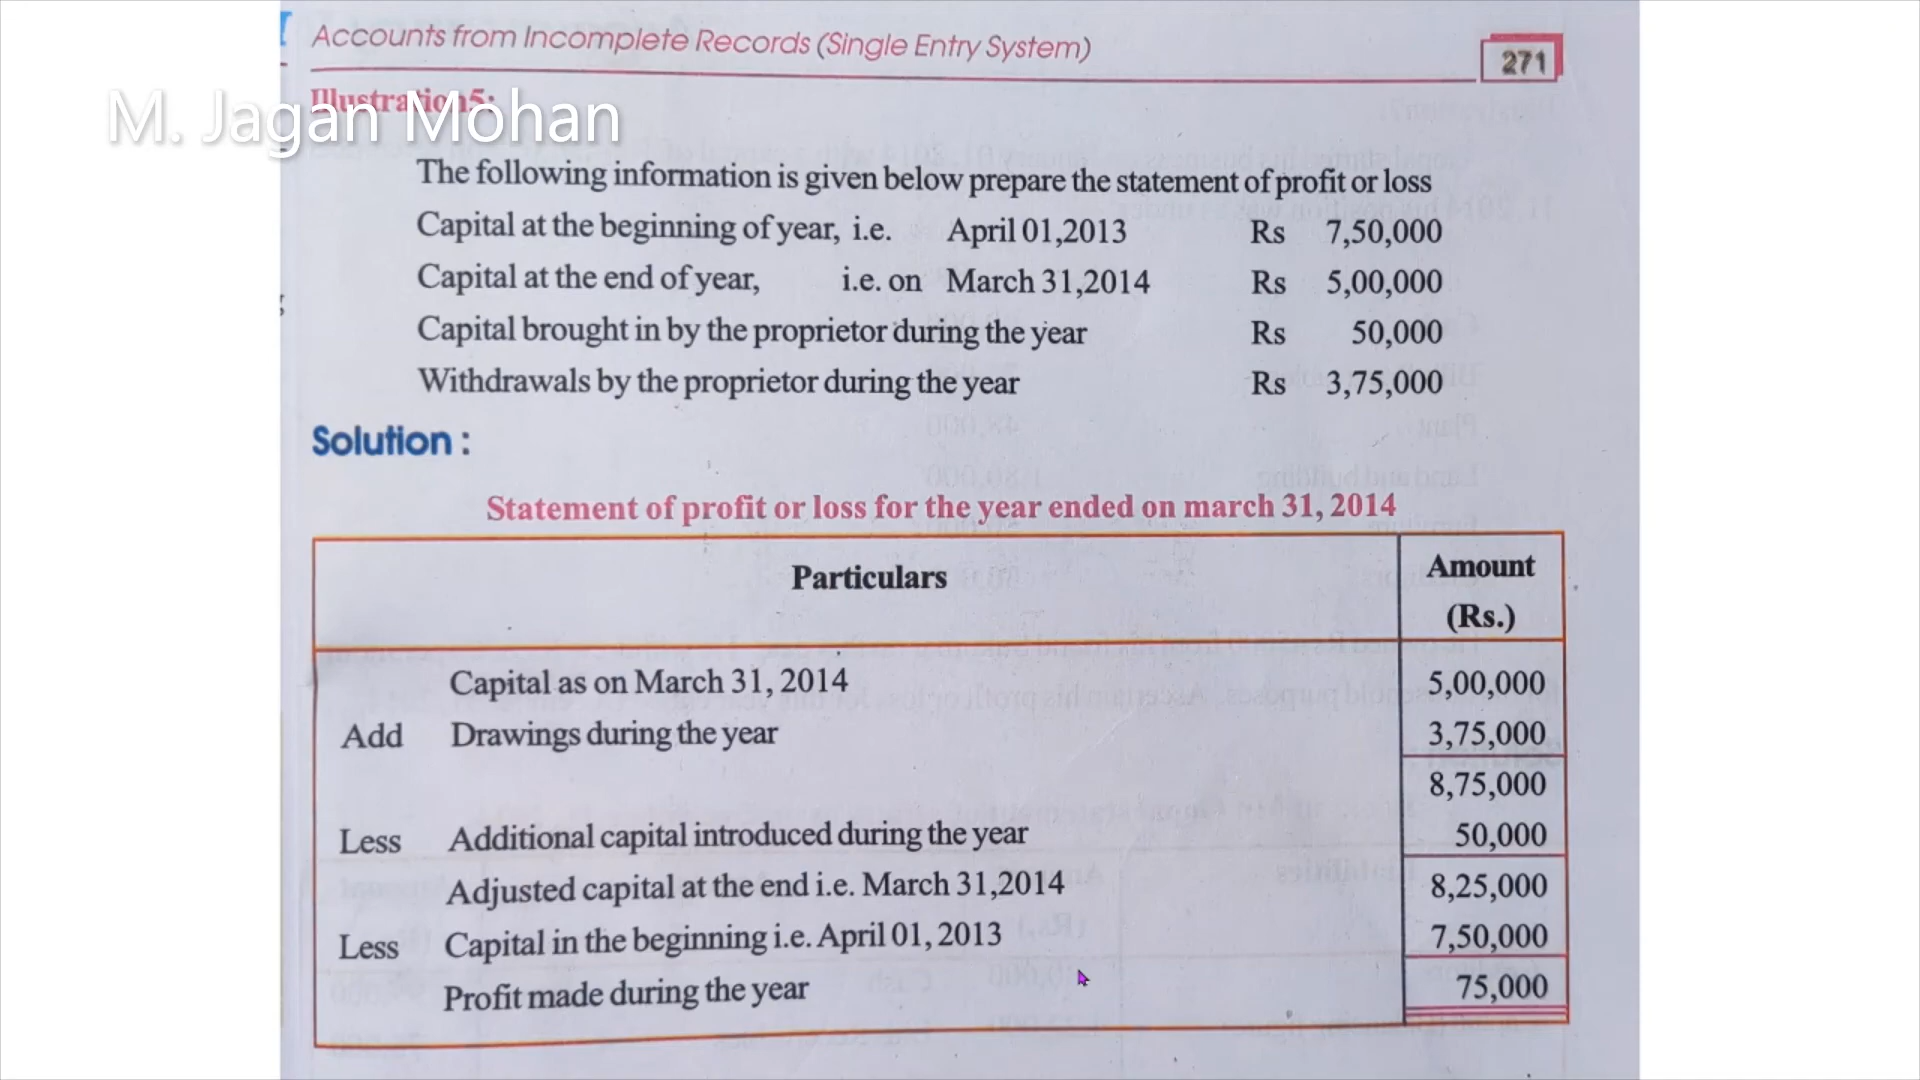 Accounts from Incomplete Records (Single Entry System)
271
Illustration5:
M. Jagan Mohan
The following information is given below prepare the statement of profit or loss
Capital at the beginning of year, i.e. April 01,2013 Rs 7,50,000
Capital at the end of year, i.e. on March 31,2014 Rs 5,00,000
Capital brought in by the proprietor during the year Rs 50,000
Withdrawals by the proprietor during the year Rs 3,75,000
Solution :
Statement of profit or loss for the year ended on march 31, 2014
Particulars Amount
(Rs.)
Capital as on March 31, 2014 5,00,000
Add Drawings during the year 3,75,000
8,75,000
Less Additional capital introduced during the year 50,000
Adjusted capital at the end i.e. March 31,2014 8,25,000
Less Capital in the beginning i.e. April 01, 2013 7,50,000
Profit made during the year 75,000